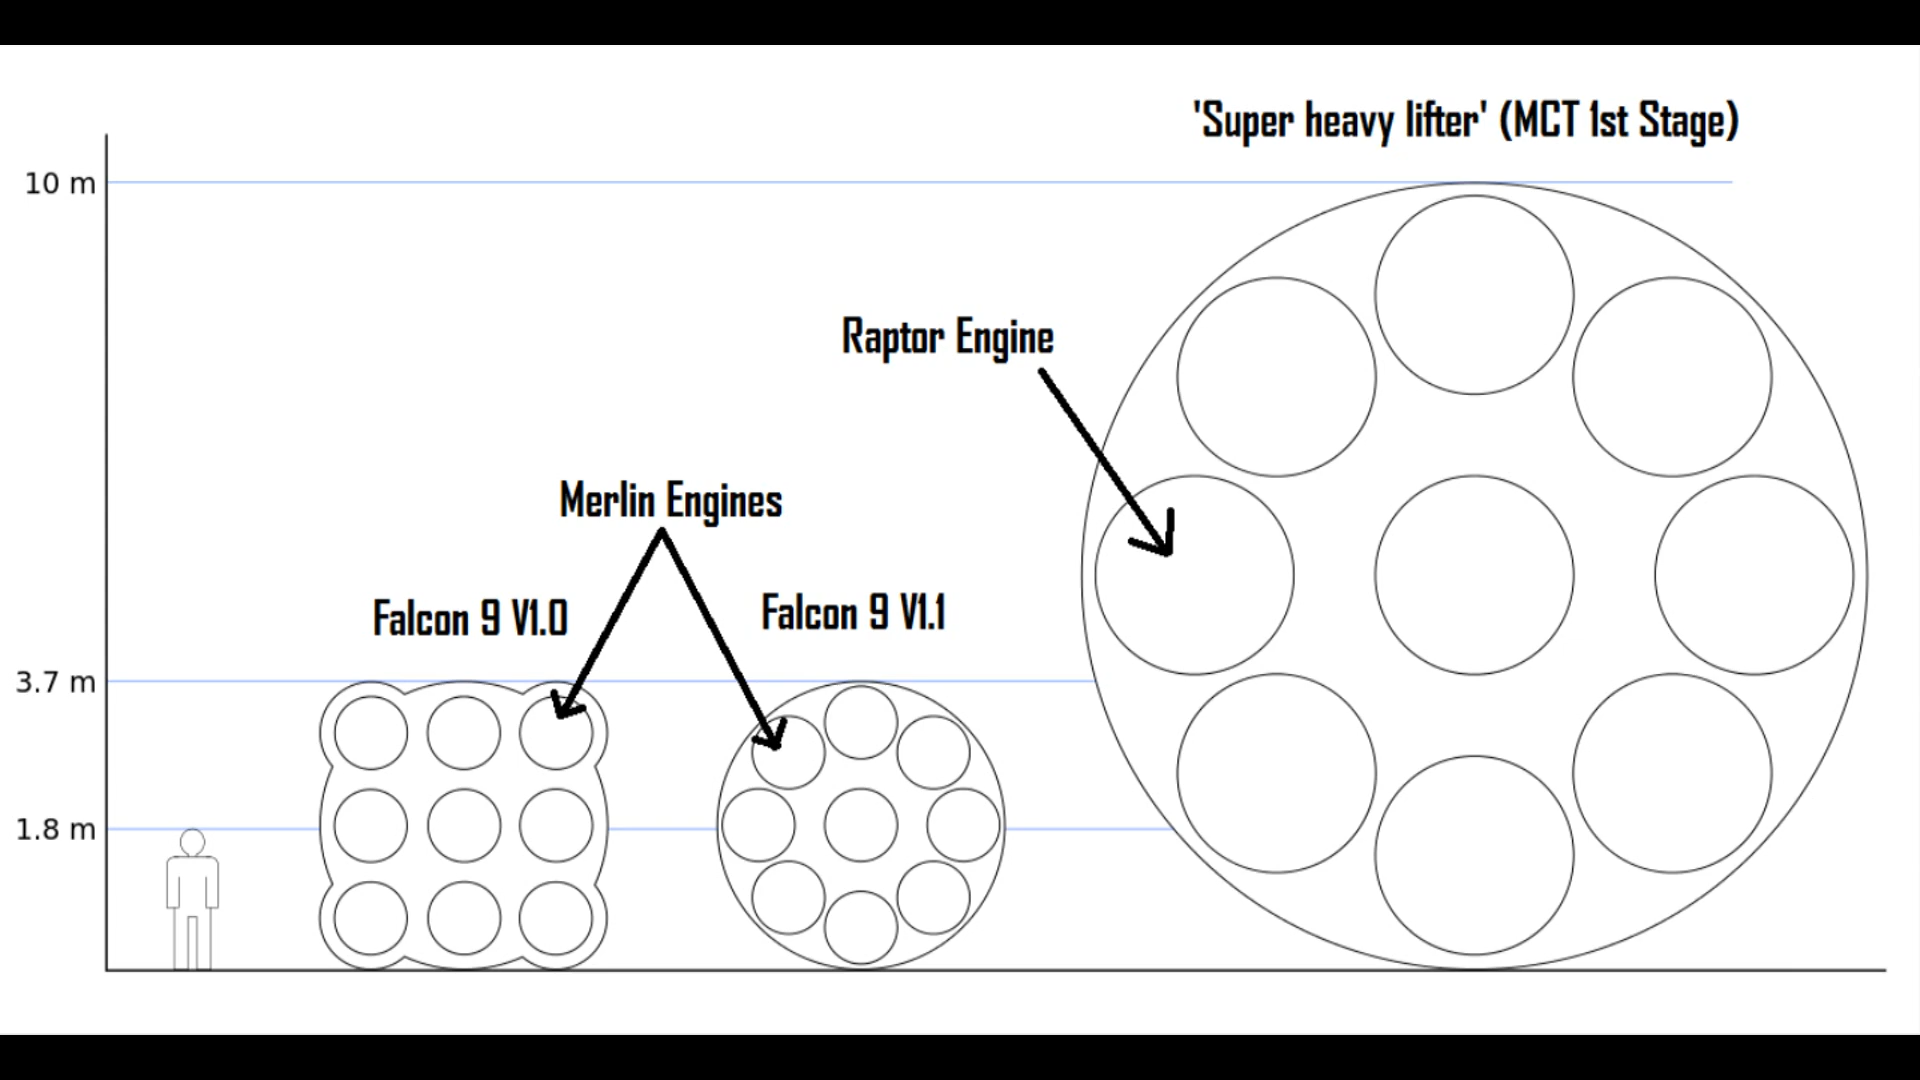 'Super heavy lifter' (MCT 1st Stage)
10 m
Raptor Engine
Merlin Engines
Falcon 9 V1.0
Falcon 9 V1.1
3.7 m
1.8 m